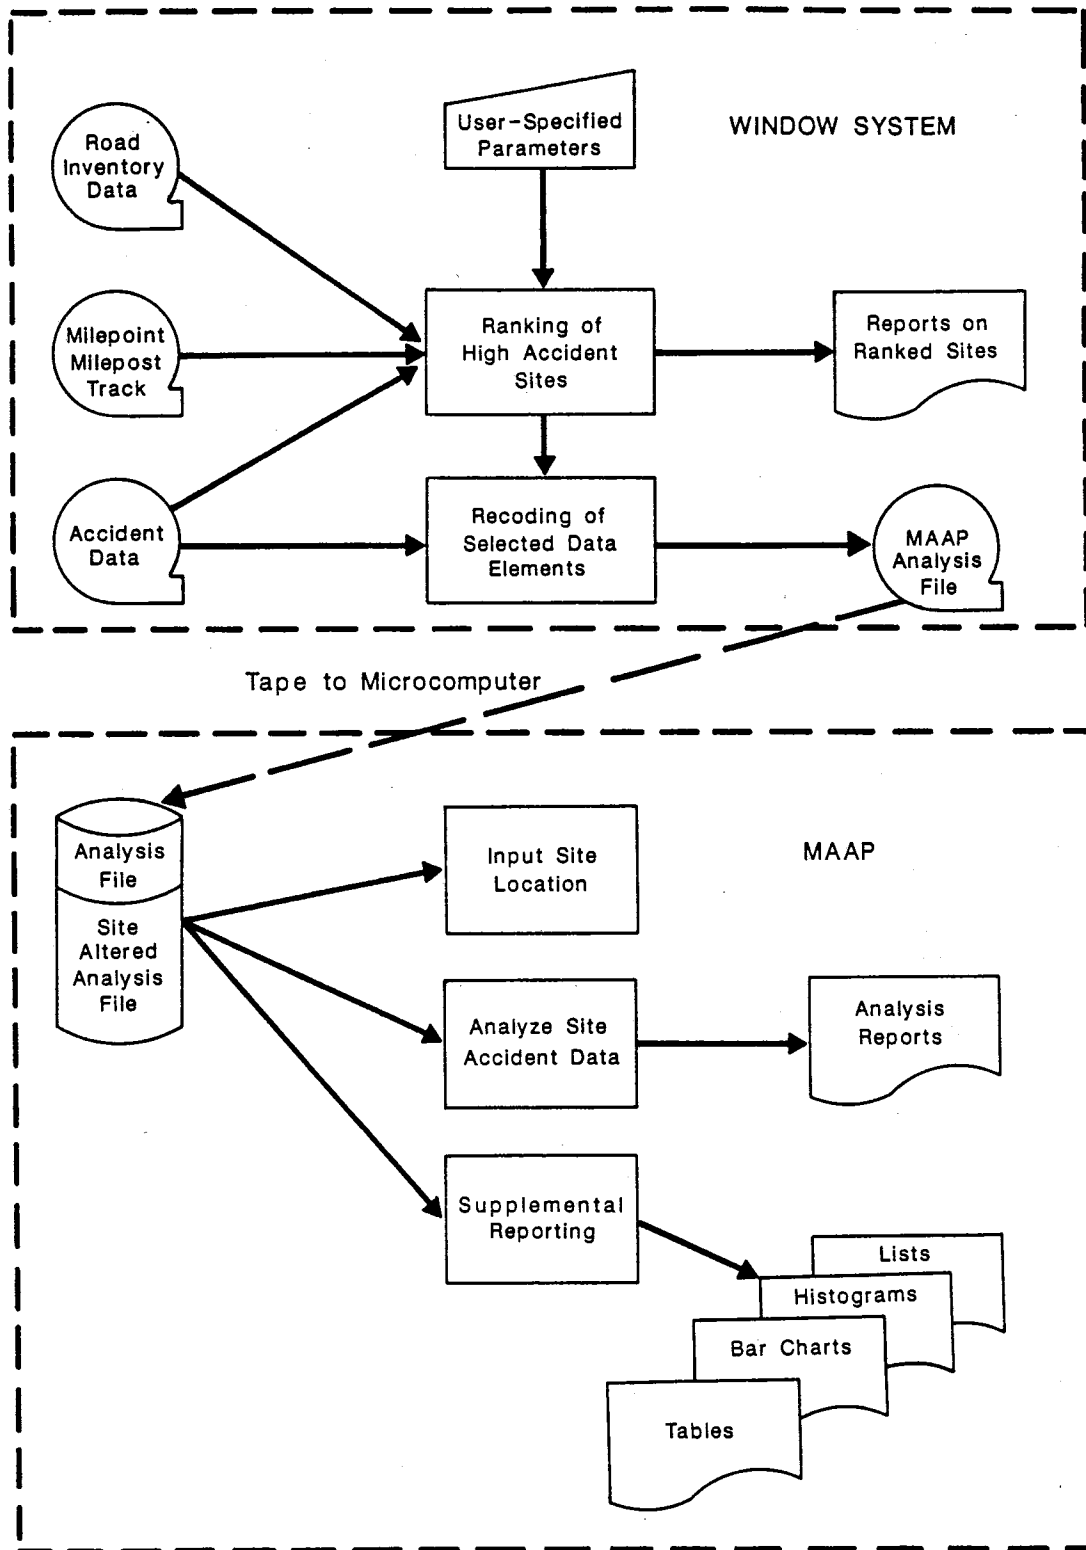 Road
Inventory
Data
User-Specified
Parameters
WINDOW SYSTEM
Milepoint
Milepost
Track
Ranking of
High Accident
Sites
Reports on
Ranked Sites
Accident
Data
Recoding of
Selected Data
Elements
MAAP
Analysis
File
Tape to Microcomputer
Analysis
File
Site
Altered
Analysis
File
Input Site
Location
MAAP
Analyze Site
Accident Data
Analysis
Reports
Supplemental
Reporting
Lists
Histograms
Bar Charts
Tables